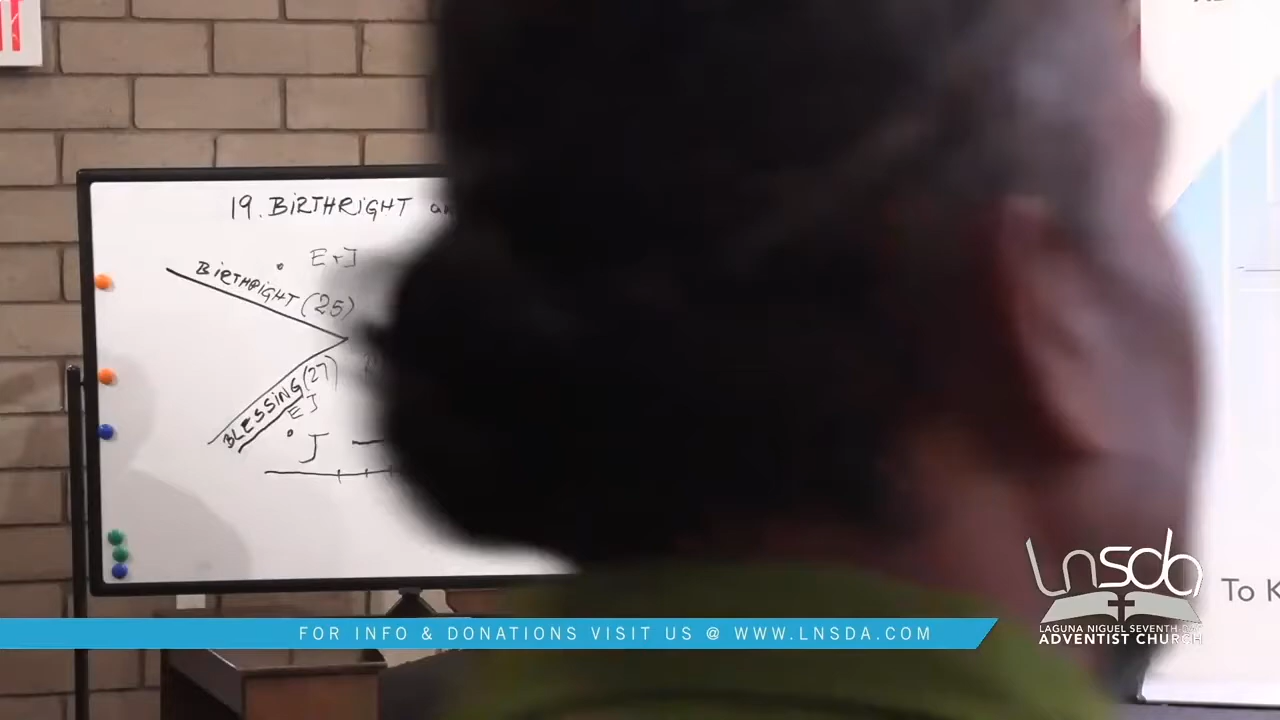 19. BIRTHRIGHT
E + J
BIRTHRIGHT (25)
BLESSING (27)
E J
J
FOR INFO & DONATIONS VISIT US @ WWW.LNSDA.COM
Lnsda
LAGUNA NIGUEL SEVENTH-DAY
ADVENTIST CHURCH
To K